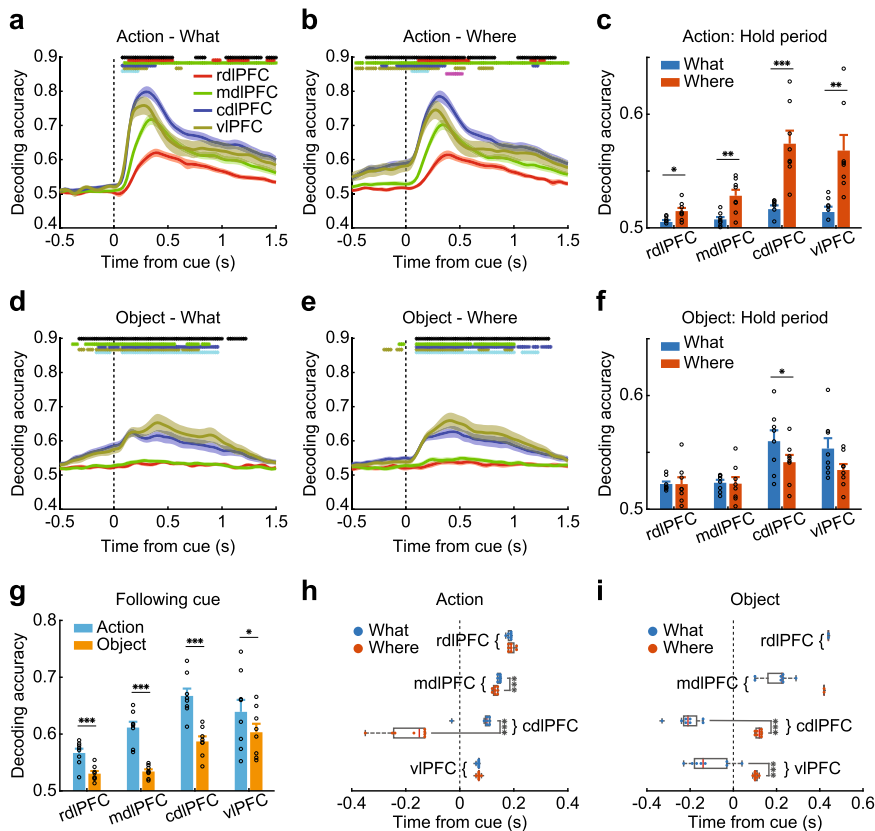 a
Action - What
Decoding accuracy
0.9
0.8
0.7
0.6
0.5
0.4
rdlPFC
mdlPFC
cdlPFC
vlPFC
-0.5 0 0.5 1.5
Time from cue (s)
b
Action - Where
Decoding accuracy
0.9
0.8
0.7
0.6
0.5
0.4
-0.5 0 0.5 1.5
Time from cue (s)
c
Action: Hold period
What
Where
Decoding accuracy
0.6
0.5
* ** *** **
rdlPFC mdlPFC cdlPFC vlPFC
d
Object - What
Decoding accuracy
0.9
0.8
0.7
0.6
0.5
0.4
-0.5 0 0.5 1.5
Time from cue (s)
e
Object - Where
Decoding accuracy
0.9
0.8
0.7
0.6
0.5
0.4
-0.5 0 0.5 1.5
Time from cue (s)
f
Object: Hold period
What
Where
Decoding accuracy
0.6
0.5
*
rdlPFC mdlPFC cdlPFC vlPFC
g
Following cue
Action
Object
Decoding accuracy
0.8
0.7
0.6
0.5
*** *** *** *
rdlPFC mdlPFC cdlPFC vlPFC
h
Action
What
Where
rdlPFC {
mdlPFC { ***
*** } cdlPFC
vlPFC {
-0.4 -0.2 0 0.2 0.4
Time from cue (s)
i
Object
What
Where
rdlPFC {
mdlPFC {
*** } cdlPFC
*** } vlPFC
-0.4 -0.2 0 0.2 0.4 0.6
Time from cue (s)